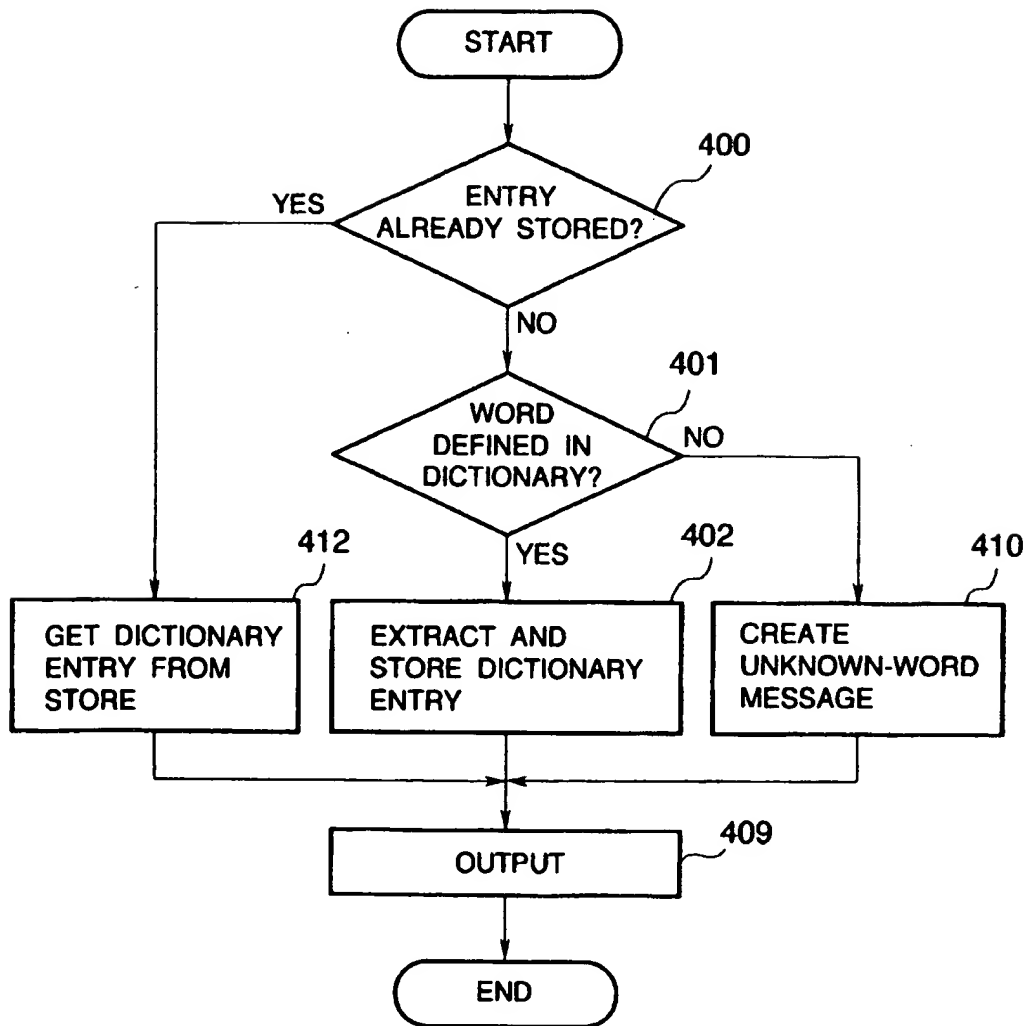 START
400
ENTRY
ALREADY STORED?
YES
NO
401
WORD
DEFINED IN
DICTIONARY?
NO
YES
412
GET DICTIONARY
ENTRY FROM
STORE
402
EXTRACT AND
STORE DICTIONARY
ENTRY
410
CREATE
UNKNOWN-WORD
MESSAGE
OUTPUT
409
END